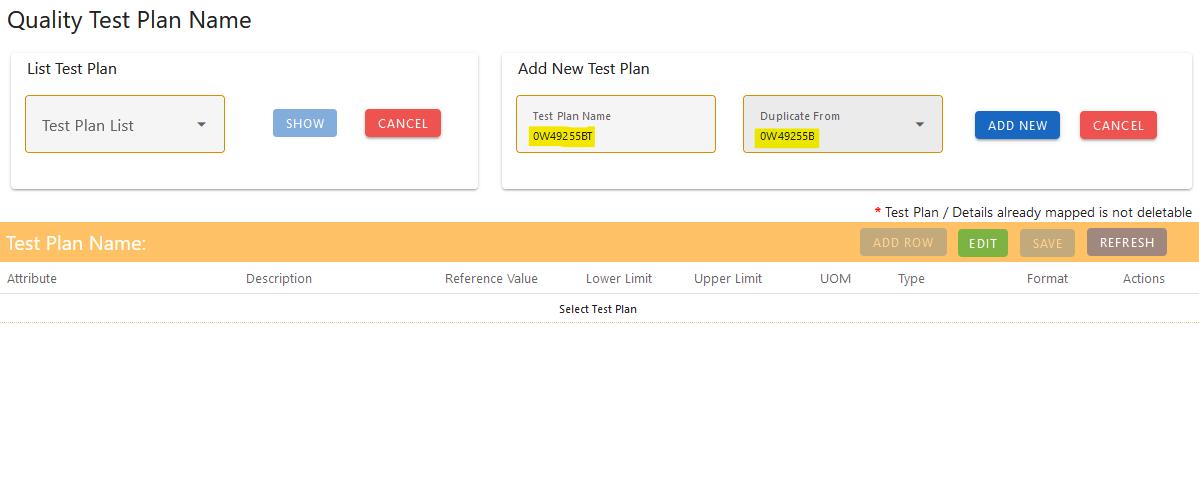 Quality Test Plan Name
List Test Plan
Test Plan List
SHOW
CANCEL
Add New Test Plan
Test Plan Name
0W49255BT
Duplicate From
0W49255B
ADD NEW
CANCEL
* Test Plan / Details already mapped is not deletable
Test Plan Name:
ADD ROW
EDIT
SAVE
REFRESH
Attribute Description Reference Value Lower Limit Upper Limit UOM Type Format Actions
Select Test Plan